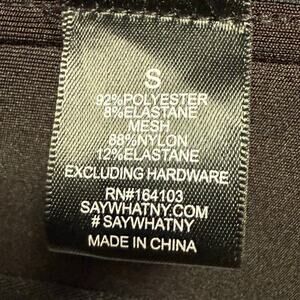 S
92%POLYESTER
8%ELASTANE
MESH
88%NYLON
12%ELASTANE
EXCLUDING HARDWARE
RN#164103
SAYWHATNY.COM
# SAYWHATNY
MADE IN CHINA